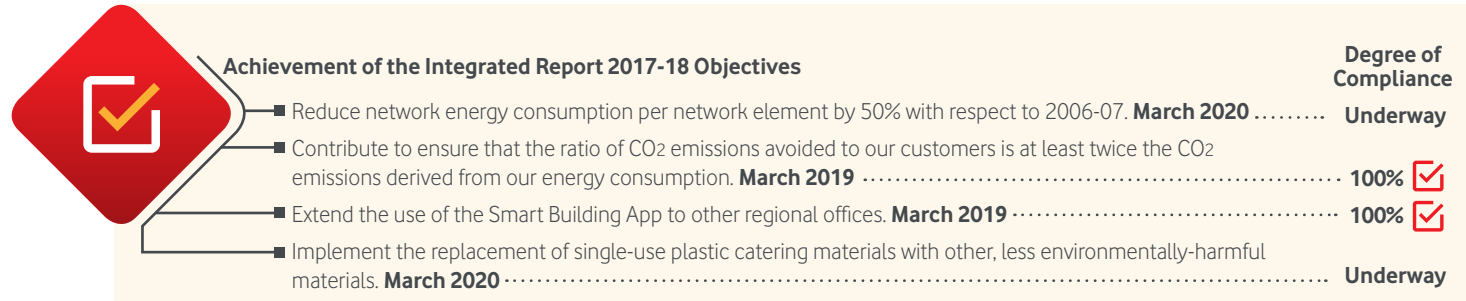 Achievement of the Integrated Report 2017-18 Objectives
Degree of
Compliance
Reduce network energy consumption per network element by 50% with respect to 2006-07. March 2020 ......... Underway
Contribute to ensure that the ratio of CO2 emissions avoided to our customers is at least twice the CO2
emissions derived from our energy consumption. March 2019 ........ 100%
Extend the use of the Smart Building App to other regional offices. March 2019 ........ 100%
Implement the replacement of single-use plastic catering materials with other, less environmentally-harmful
materials. March 2020 ........ Underway